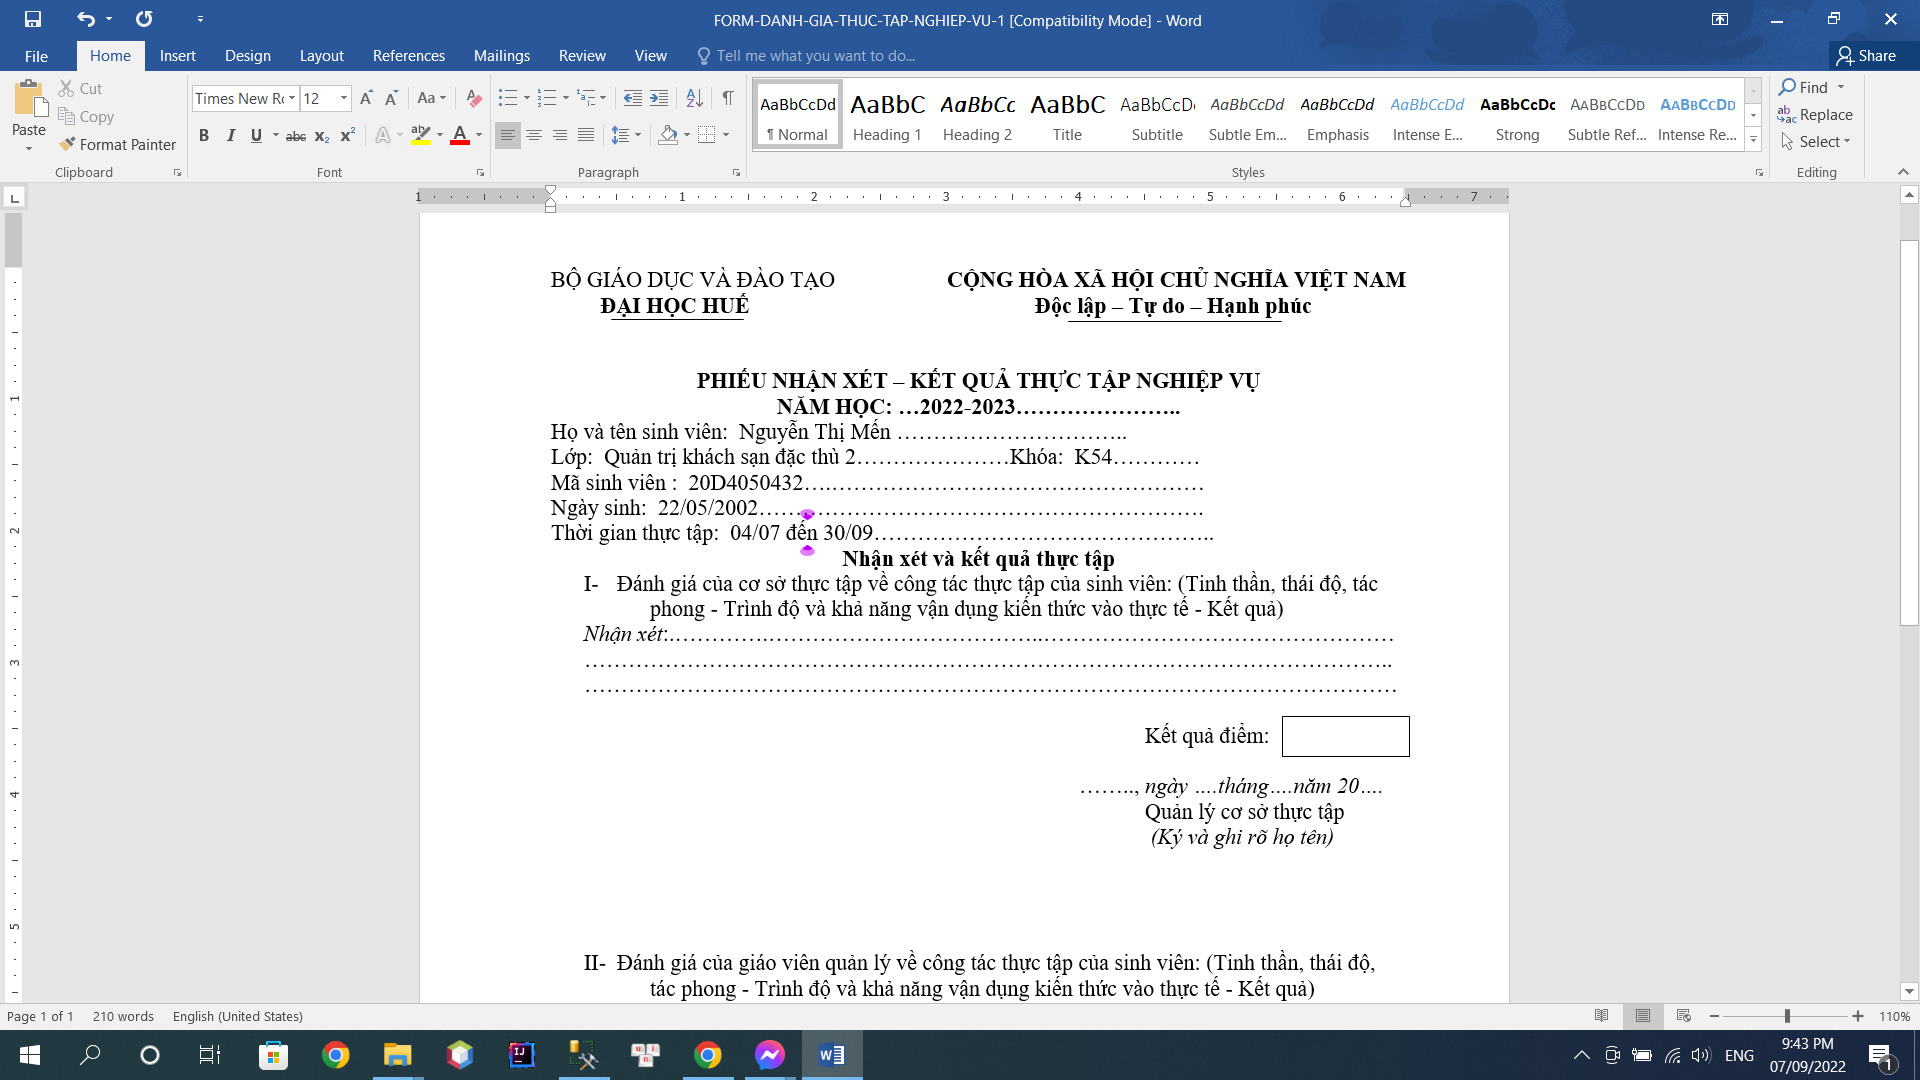 FORM-DANH-GIA-THUC-TAP-NGHIEP-VU-1 [Compatibility Mode] - Word
File Home Insert Design Layout References Mailings Review View Tell me what you want to do... Share
Paste
Cut
Copy
Format Painter
Clipboard
Times New Ro 12
Font
Paragraph
AaBbCcDd AaBbC AaBbCc AaBbC AaBbCcDd AaBbCcDd AaBbCcDd AaBbCcDd AaBbCcDc AaBbCcDd AaBbCcDd
¶ Normal Heading 1 Heading 2 Title Subtitle Subtle Em... Emphasis Intense E... Strong Subtle Ref... Intense Re...
Styles
Find
Replace
Select
Editing
1 1 2 3 4 5 6 7
BỘ GIÁO DỤC VÀ ĐÀO TẠO CỘNG HÒA XÃ HỘI CHỦ NGHĨA VIỆT NAM
ĐẠI HỌC HUẾ Độc lập – Tự do – Hạnh phúc
PHIẾU NHẬN XÉT – KẾT QUẢ THỰC TẬP NGHIỆP VỤ
NĂM HỌC: …2022-2023…………………..
Họ và tên sinh viên: Nguyễn Thị Mến …………………………..
Lớp: Quản trị khách sạn đặc thù 2…………………Khóa: K54…………
Mã sinh viên : 20D4050432….……………………………………………
Ngày sinh: 22/05/2002…………………………………………………….
Thời gian thực tập: 04/07 đến 30/09………………………………………..
Nhận xét và kết quả thực tập
I- Đánh giá của cơ sở thực tập về công tác thực tập của sinh viên: (Tinh thần, thái độ, tác
phong - Trình độ và khả năng vận dụng kiến thức vào thực tế - Kết quả)
Nhận xét:………….………………………………..…………………………………………
……………………………………….………………………………………………………..
…………………………………………………………………………………………………
Kết quả điểm:
…….., ngày ....tháng....năm 20….
Quản lý cơ sở thực tập
(Ký và ghi rõ họ tên)
II- Đánh giá của giáo viên quản lý về công tác thực tập của sinh viên: (Tinh thần, thái độ,
tác phong - Trình độ và khả năng vận dụng kiến thức vào thực tế - Kết quả)
Page 1 of 1 210 words English (United States) 110%
ENG 9:43 PM
07/09/2022
1